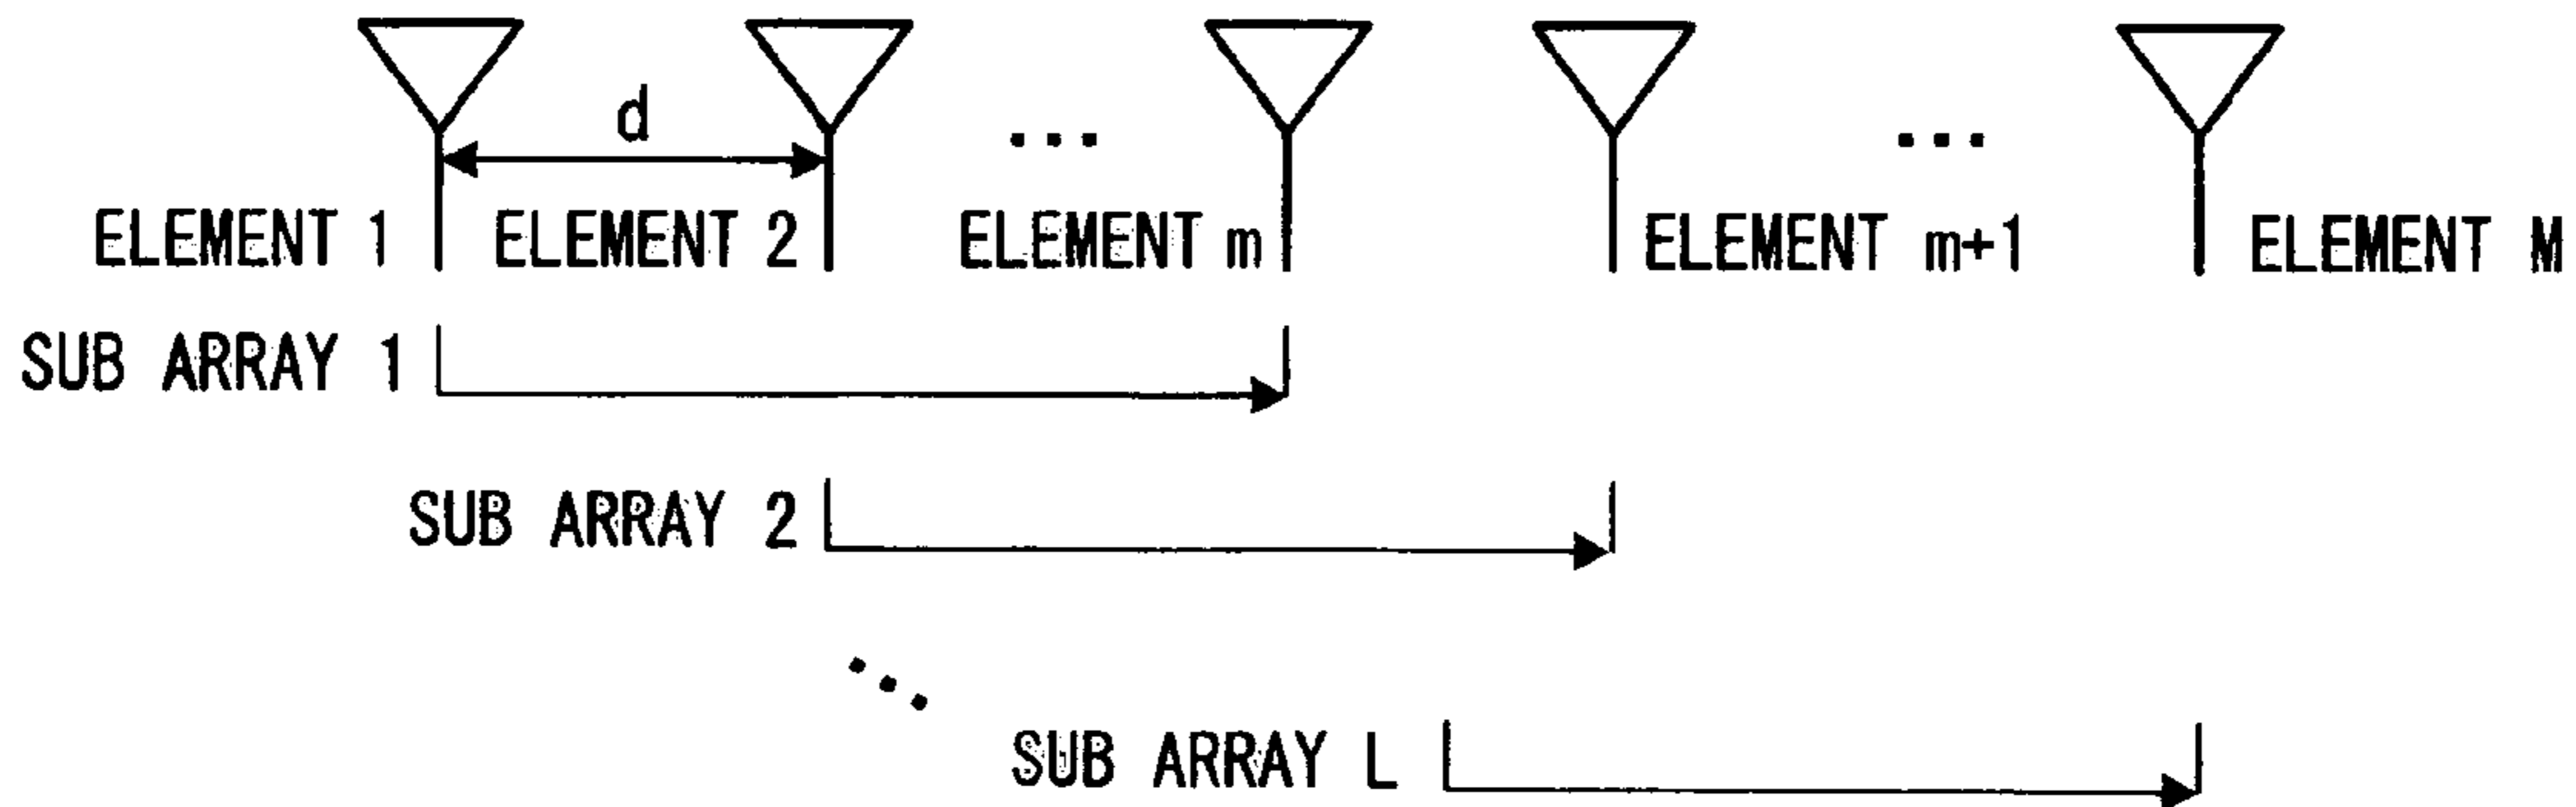 d
... ...
ELEMENT 1 ELEMENT 2 ELEMENT m ELEMENT m+1 ELEMENT M
SUB ARRAY 1
SUB ARRAY 2
...
SUB ARRAY L